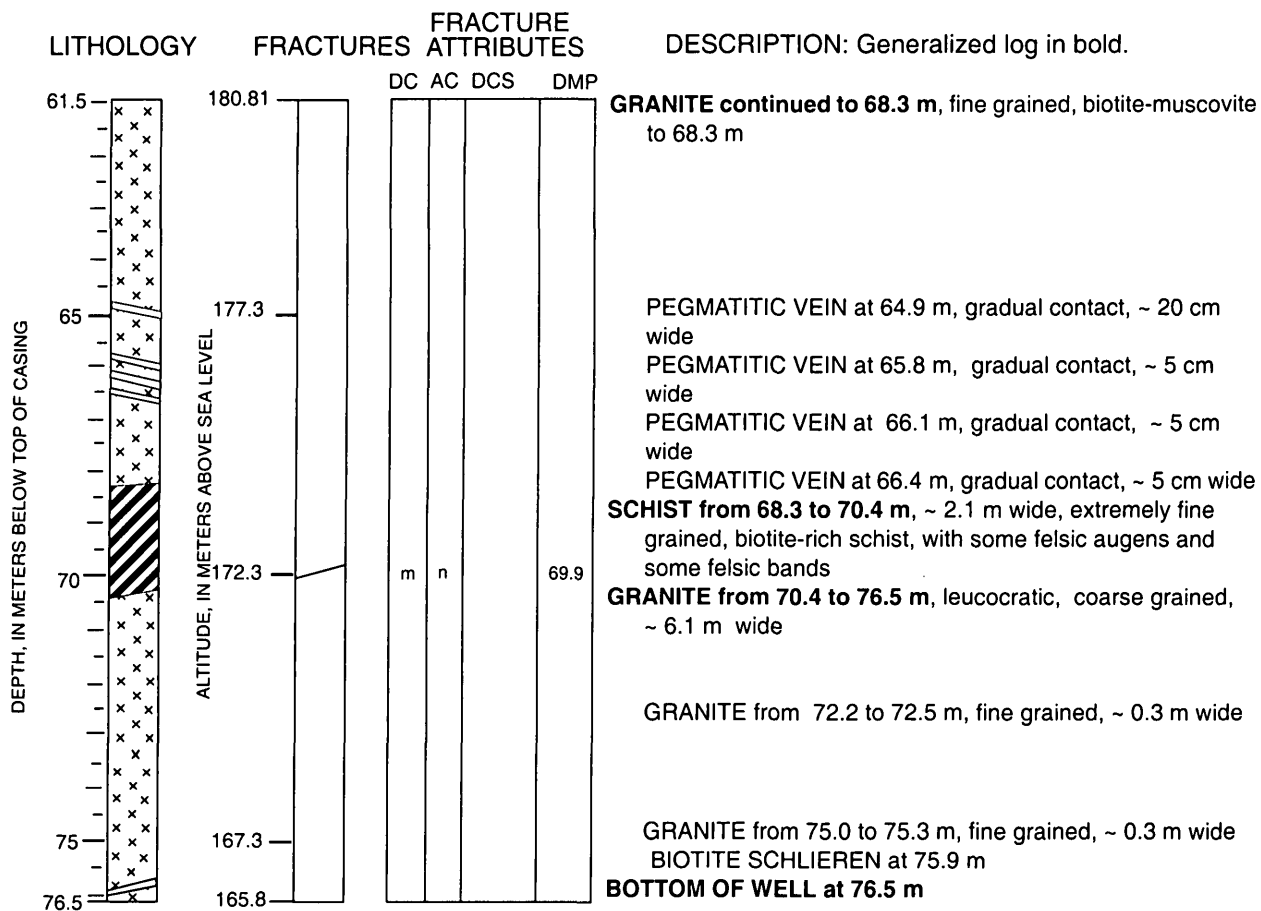 LITHOLOGY
FRACTURES
FRACTURE
ATTRIBUTES
DESCRIPTION: Generalized log in bold.
DC AC DCS DMP
61.5
180.81
GRANITE continued to 68.3 m, fine grained, biotite-muscovite
to 68.3 m
PEGMATITIC VEIN at 64.9 m, gradual contact, ~ 20 cm
wide
65
177.3
PEGMATITIC VEIN at 65.8 m, gradual contact, ~ 5 cm
wide
PEGMATITIC VEIN at 66.1 m, gradual contact, ~ 5 cm
wide
PEGMATITIC VEIN at 66.4 m, gradual contact, ~ 5 cm wide
SCHIST from 68.3 to 70.4 m, ~ 2.1 m wide, extremely fine
grained, biotite-rich schist, with some felsic augens and
some felsic bands
70
172.3
m n 69.9
GRANITE from 70.4 to 76.5 m, leucocratic, coarse grained,
~ 6.1 m wide
GRANITE from 72.2 to 72.5 m, fine grained, ~ 0.3 m wide
GRANITE from 75.0 to 75.3 m, fine grained, ~ 0.3 m wide
75
167.3
BIOTITE SCHLIEREN at 75.9 m
BOTTOM OF WELL at 76.5 m
76.5
165.8
DEPTH, IN METERS BELOW TOP OF CASING
ALTITUDE, IN METERS ABOVE SEA LEVEL